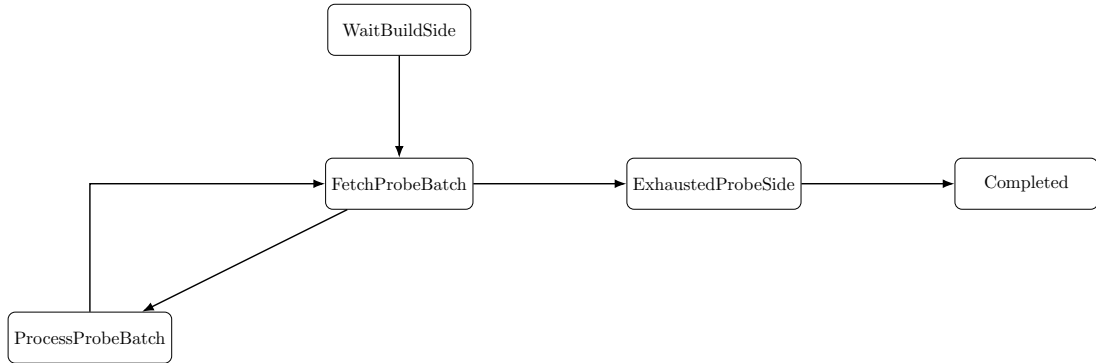 WaitBuildSide
FetchProbeBatch
ExhaustedProbeSide
Completed
ProcessProbeBatch